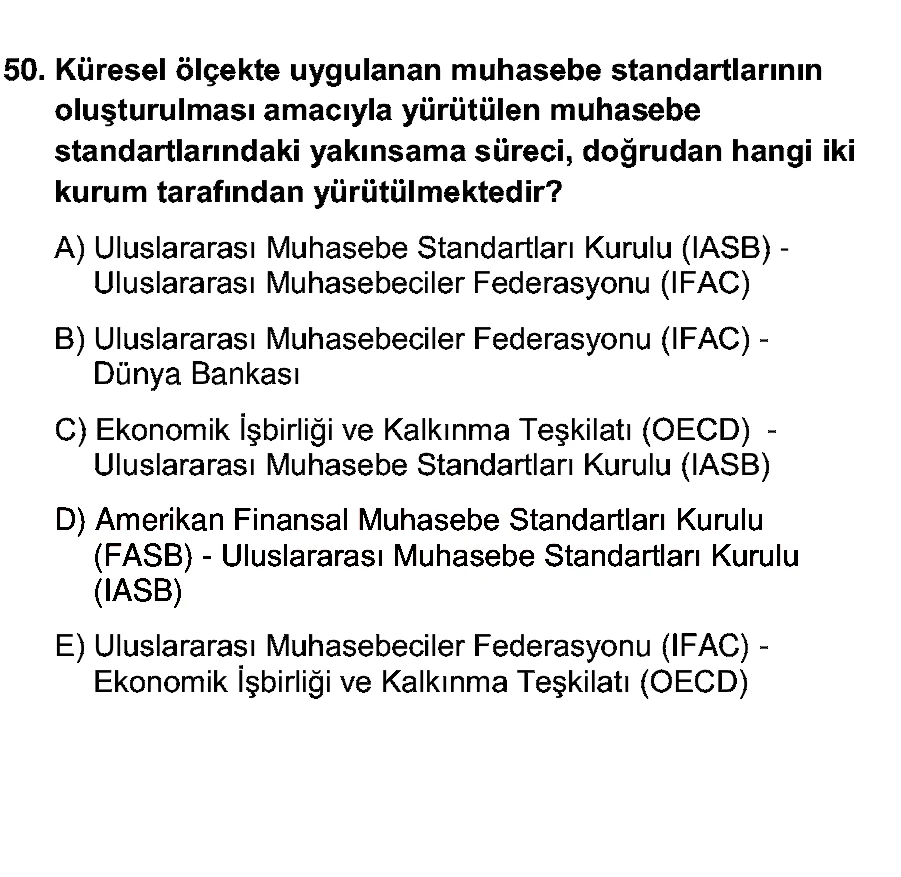 50. Küresel ölçekte uygulanan muhasebe standartlarının
oluşturulması amacıyla yürütülen muhasebe
standartlarındaki yakınsama süreci, doğrudan hangi iki
kurum tarafından yürütülmektedir?
A) Uluslararası Muhasebe Standartları Kurulu (IASB) -
Uluslararası Muhasebeciler Federasyonu (IFAC)
B) Uluslararası Muhasebeciler Federasyonu (IFAC) -
Dünya Bankası
C) Ekonomik İşbirliği ve Kalkınma Teşkilatı (OECD) -
Uluslararası Muhasebe Standartları Kurulu (IASB)
D) Amerikan Finansal Muhasebe Standartları Kurulu
(FASB) - Uluslararası Muhasebe Standartları Kurulu
(IASB)
E) Uluslararası Muhasebeciler Federasyonu (IFAC) -
Ekonomik İşbirliği ve Kalkınma Teşkilatı (OECD)